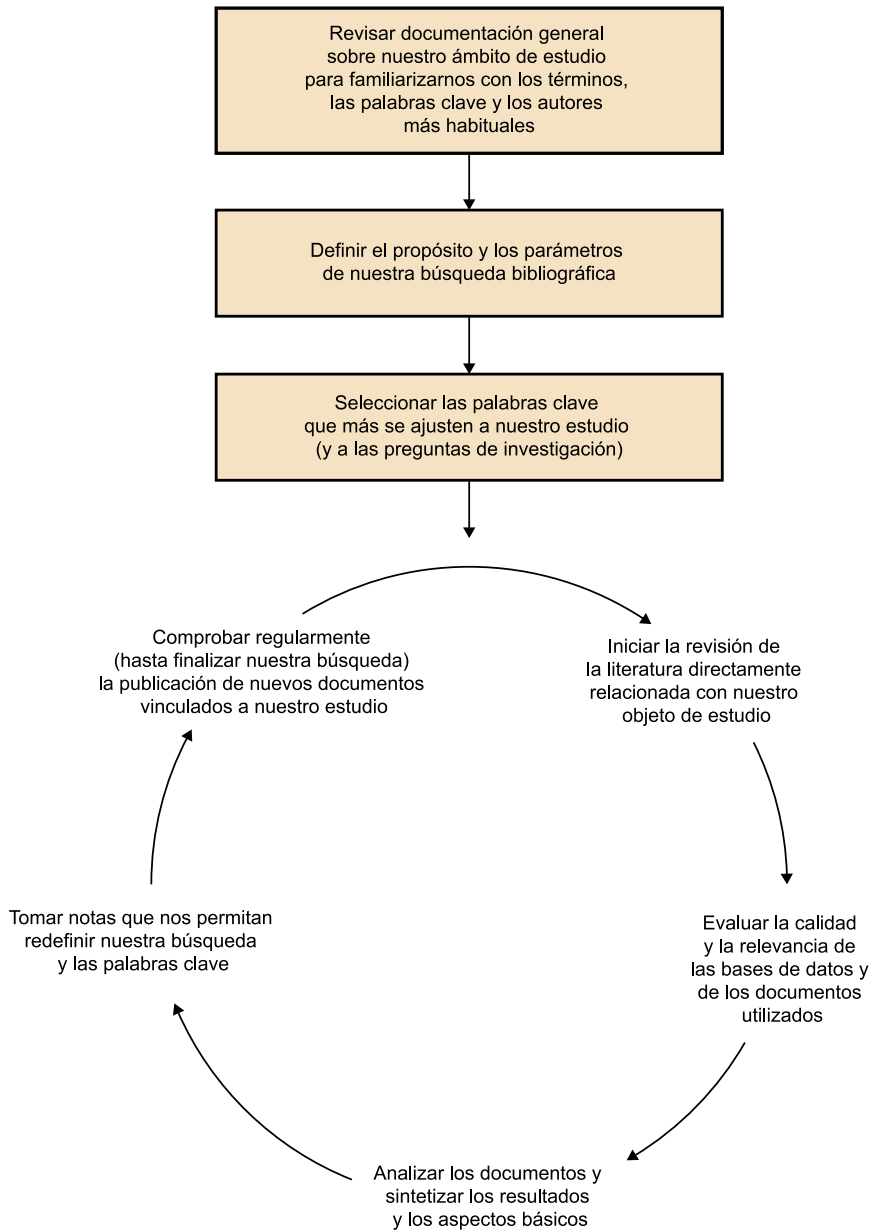 Revisar documentación general
sobre nuestro ámbito de estudio
para familiarizarnos con los términos,
las palabras clave y los autores
más habituales
Definir el propósito y los parámetros
de nuestra búsqueda bibliográfica
Seleccionar las palabras clave
que más se ajusten a nuestro estudio
(y a las preguntas de investigación)
Iniciar la revisión de
la literatura directamente
relacionada con nuestro
objeto de estudio
Evaluar la calidad
y la relevancia de
las bases de datos y
de los documentos
utilizados
Analizar los documentos y
sintetizar los resultados
y los aspectos básicos
Tomar notas que nos permitan
redefinir nuestra búsqueda
y las palabras clave
Comprobar regularmente
(hasta finalizar nuestra búsqueda)
la publicación de nuevos documentos
vinculados a nuestro estudio